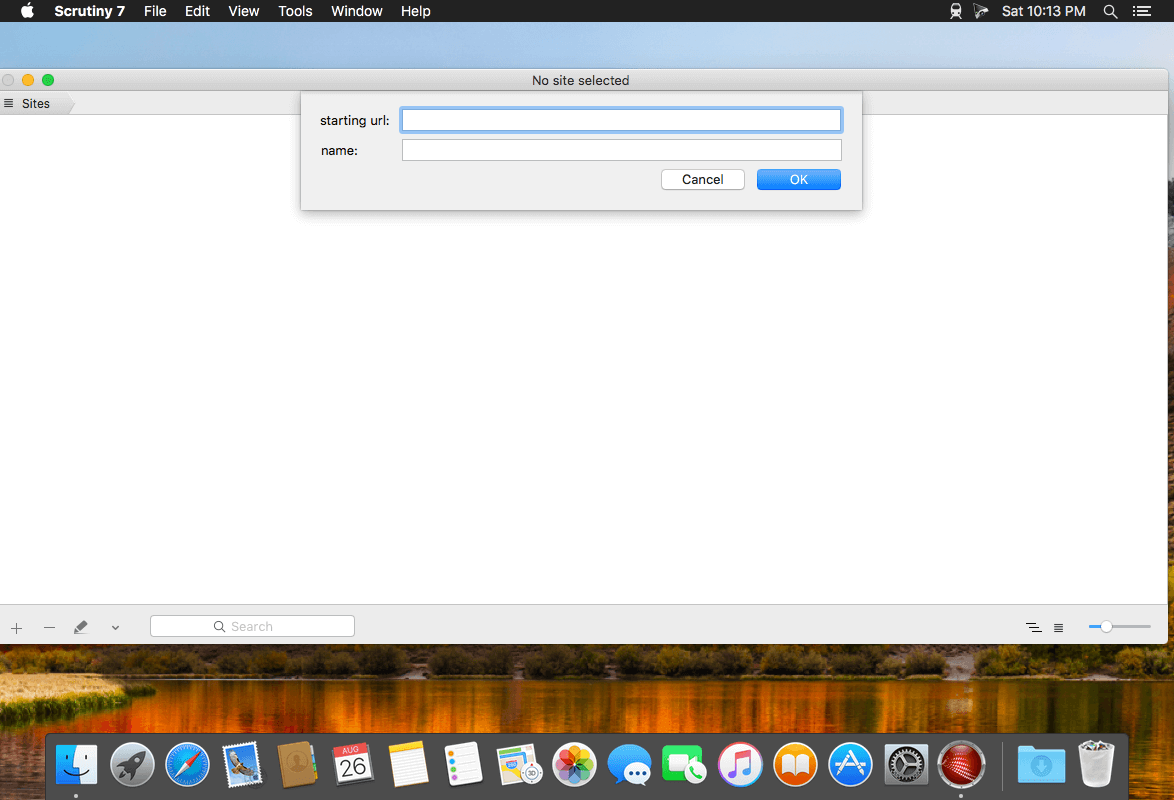 Scrutiny 7 File Edit View Tools Window Help Sat 10:13 PM
No site selected
Sites
starting url:
name:
Cancel OK
Search
AUG
26
3D